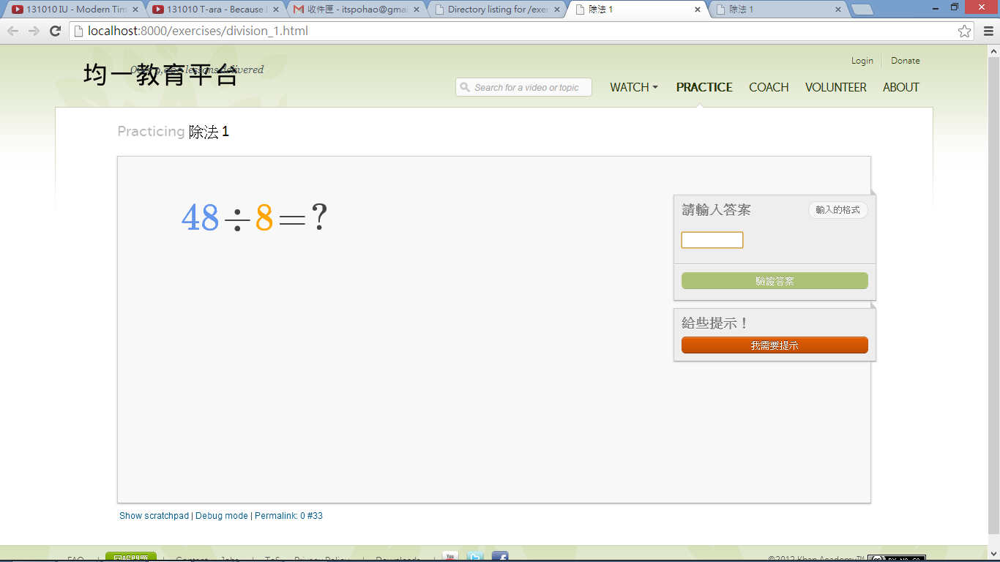 131010 IU - Modern Tim
131010 T-ara - Because
收件匣 - itspohao@gmai
Directory listing for /exer
除法 1
除法 1
localhost:8000/exercises/division_1.html
均一教育平台
lessons delivered
Login
Donate
Search for a video or topic
WATCH
PRACTICE
COACH
VOLUNTEER
ABOUT
Practicing 除法 1
48÷8=?
請輸入答案
輸入的格式
驗證答案
給些提示！
我需要提示
Show scratchpad | Debug mode | Permalink: 0 #33
FAQ | 回報問題 | Contact Jobs | ToS Privacy Policy | Downloads |
©2012 Khan Academy™